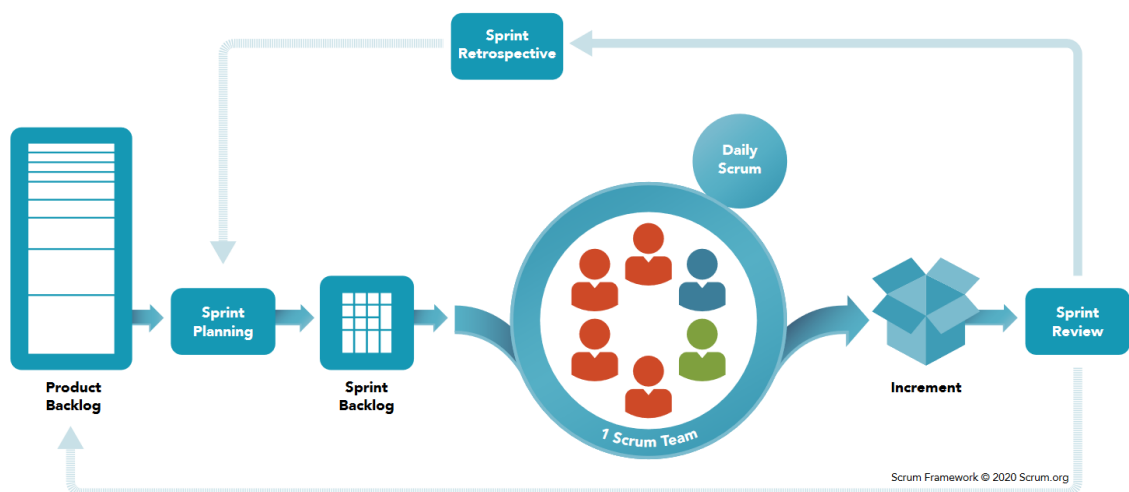 Sprint
Retrospective
Daily
Scrum
Sprint
Planning
Sprint
Review
Product
Backlog
Sprint
Backlog
Increment
1 Scrum Team
Scrum Framework © 2020 Scrum.org